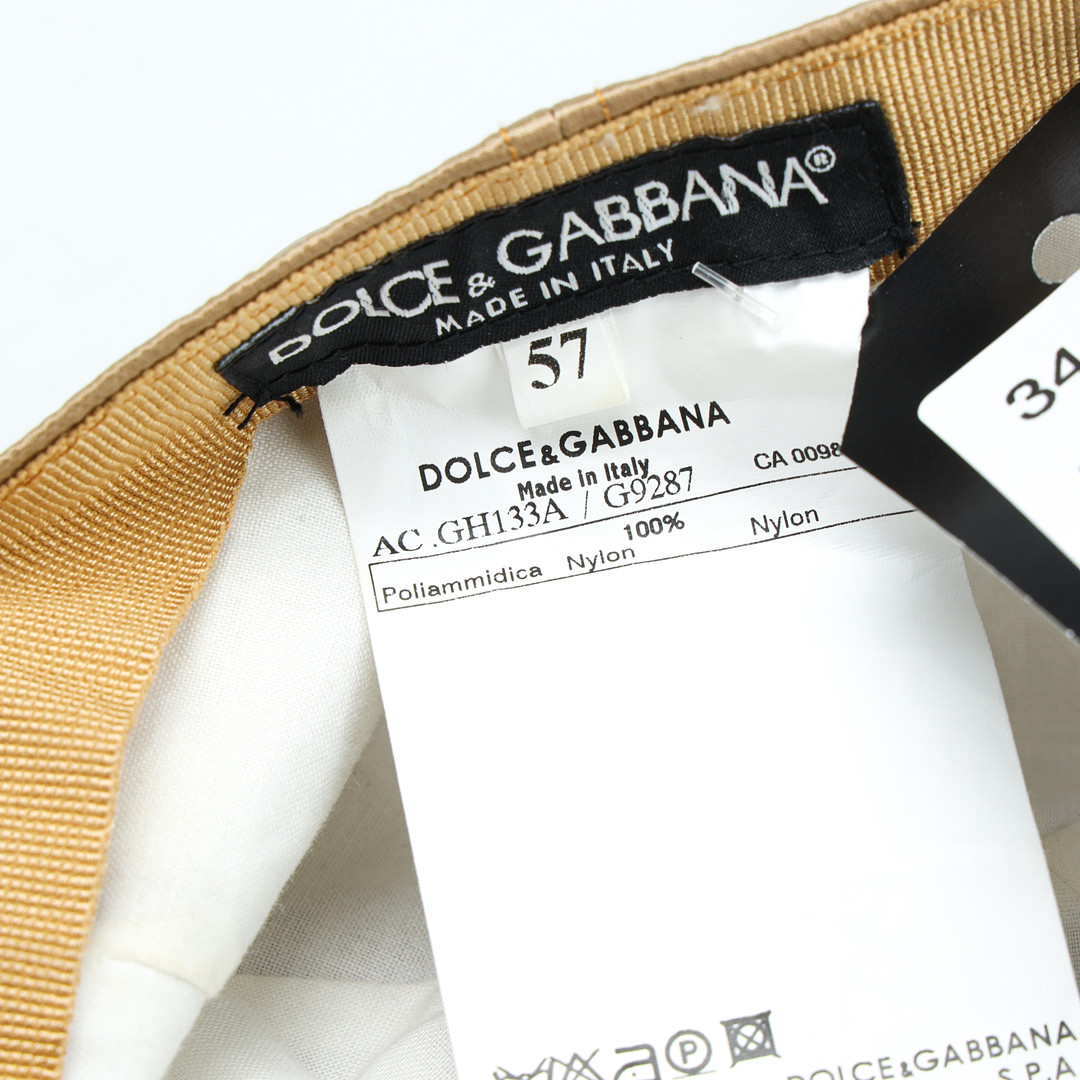 DOLCE & GABBANA®
MADE IN ITALY
57
DOLCE&GABBANA
Made in Italy
CA 0098
AC .GH133A / G9287
100%
Poliammidica Nylon Nylon
34
P
DOLCE&GABBANA
S.P.A